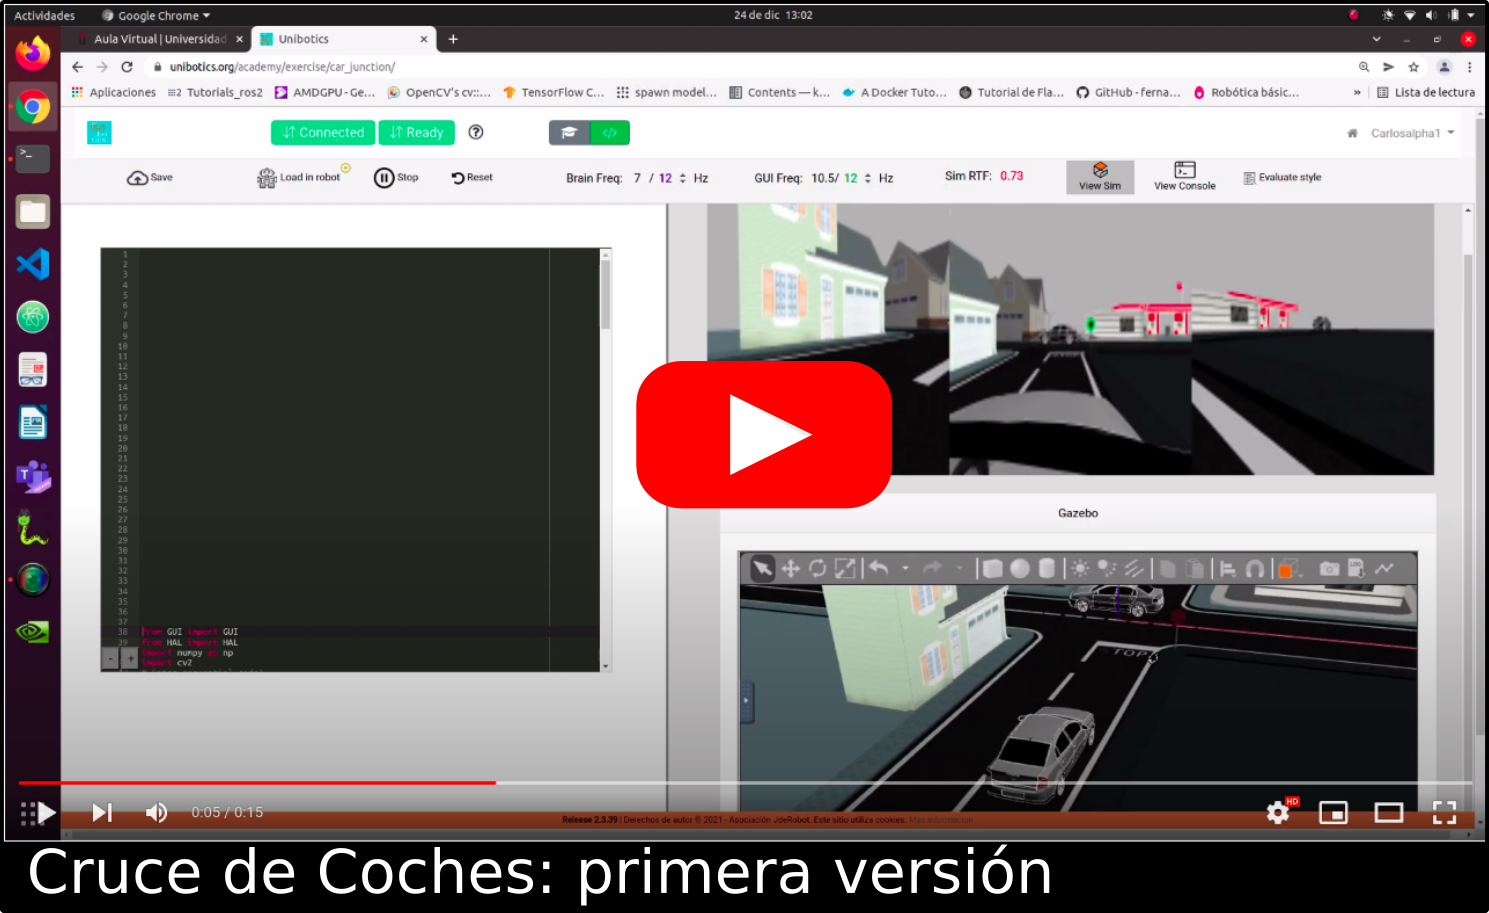 Actividades Google Chrome 24 de dic 13:02
Aula Virtual | Universidad Unibotics
unibotics.org/academy/exercise/car_junction/
Aplicaciones Tutorials_ros2 AMDGPU - Ge... OpenCV's cv::... TensorFlow C... spawn model... Contents — k... A Docker Tuto... Tutorial de Fla... GitHub - ferna... Robótica básic... » Lista de lectura
Connected Ready Carlosalpha1
Save Load in robot Stop Reset Brain Freq: 7 / 12 Hz GUI Freq: 10.5/ 12 Hz Sim RTF: 0.73 View Sim View Console Evaluate style
1
2
3
4
5
6
7
8
9
10
11
12
13
14
15
16
17
18
19
20
21
22
23
24
25
26
27
28
29
30
31
32
33
34
35
36
37
38 from GUI import GUI
39 from HAL import HAL
import numpy as np
import cv2
Gazebo
TOP
0:05 / 0:15
HD
Release 2.3.39 | Derechos de autor © 2021 - Asociación JdeRobot. Este sitio utiliza cookies. Más información
Cruce de Coches: primera versión